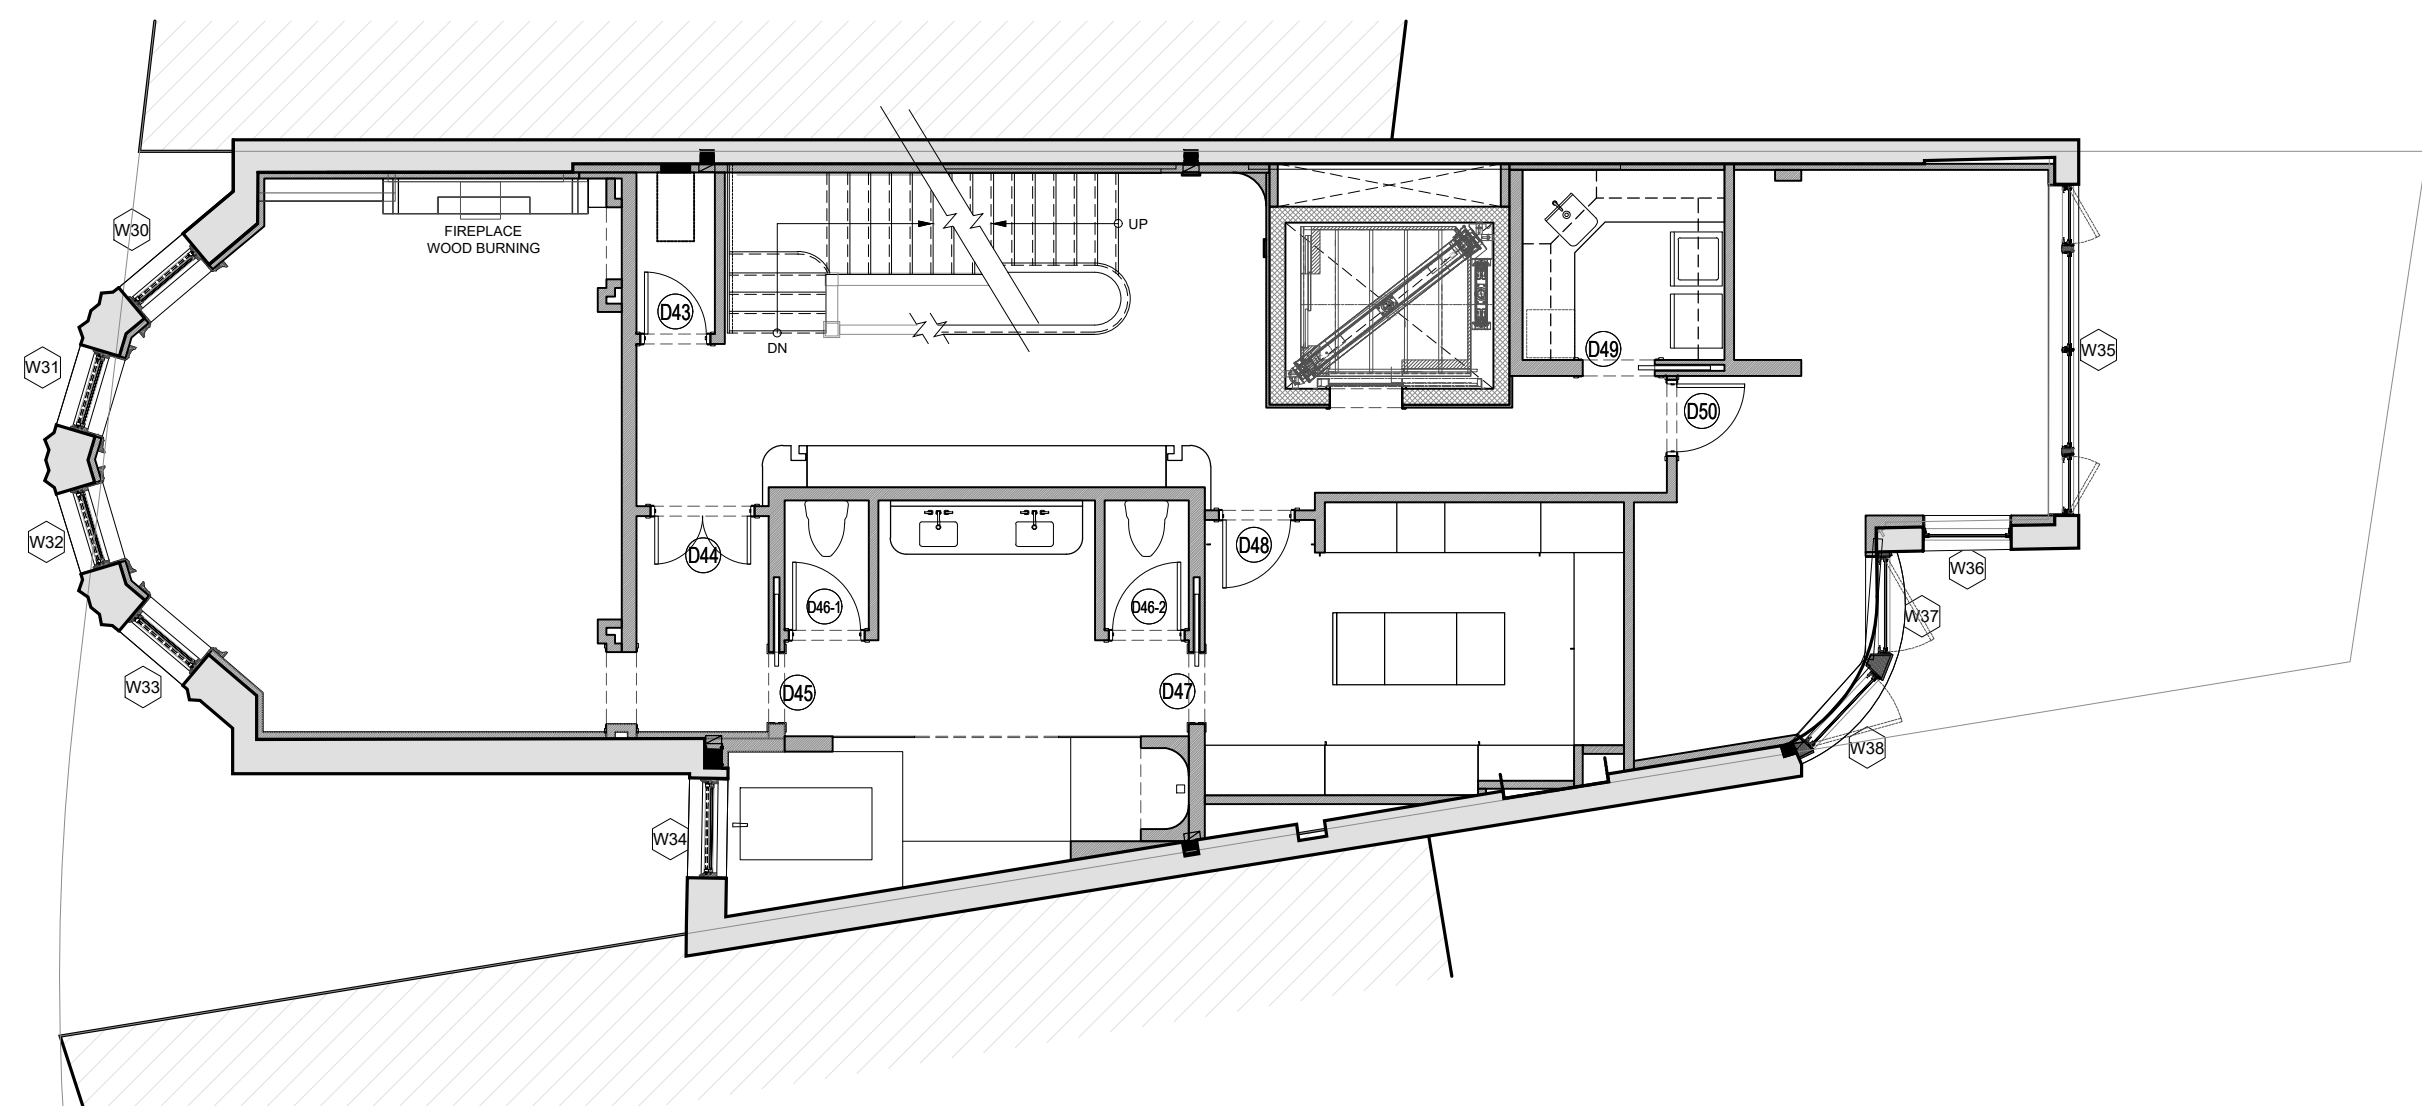 W30
FIREPLACE
WOOD BURNING
UP
D43
DN
W31
D49
W35
D50
W32
D44
D48
W36
D46-1
D46-2
W37
W33
D45
D47
W38
W34